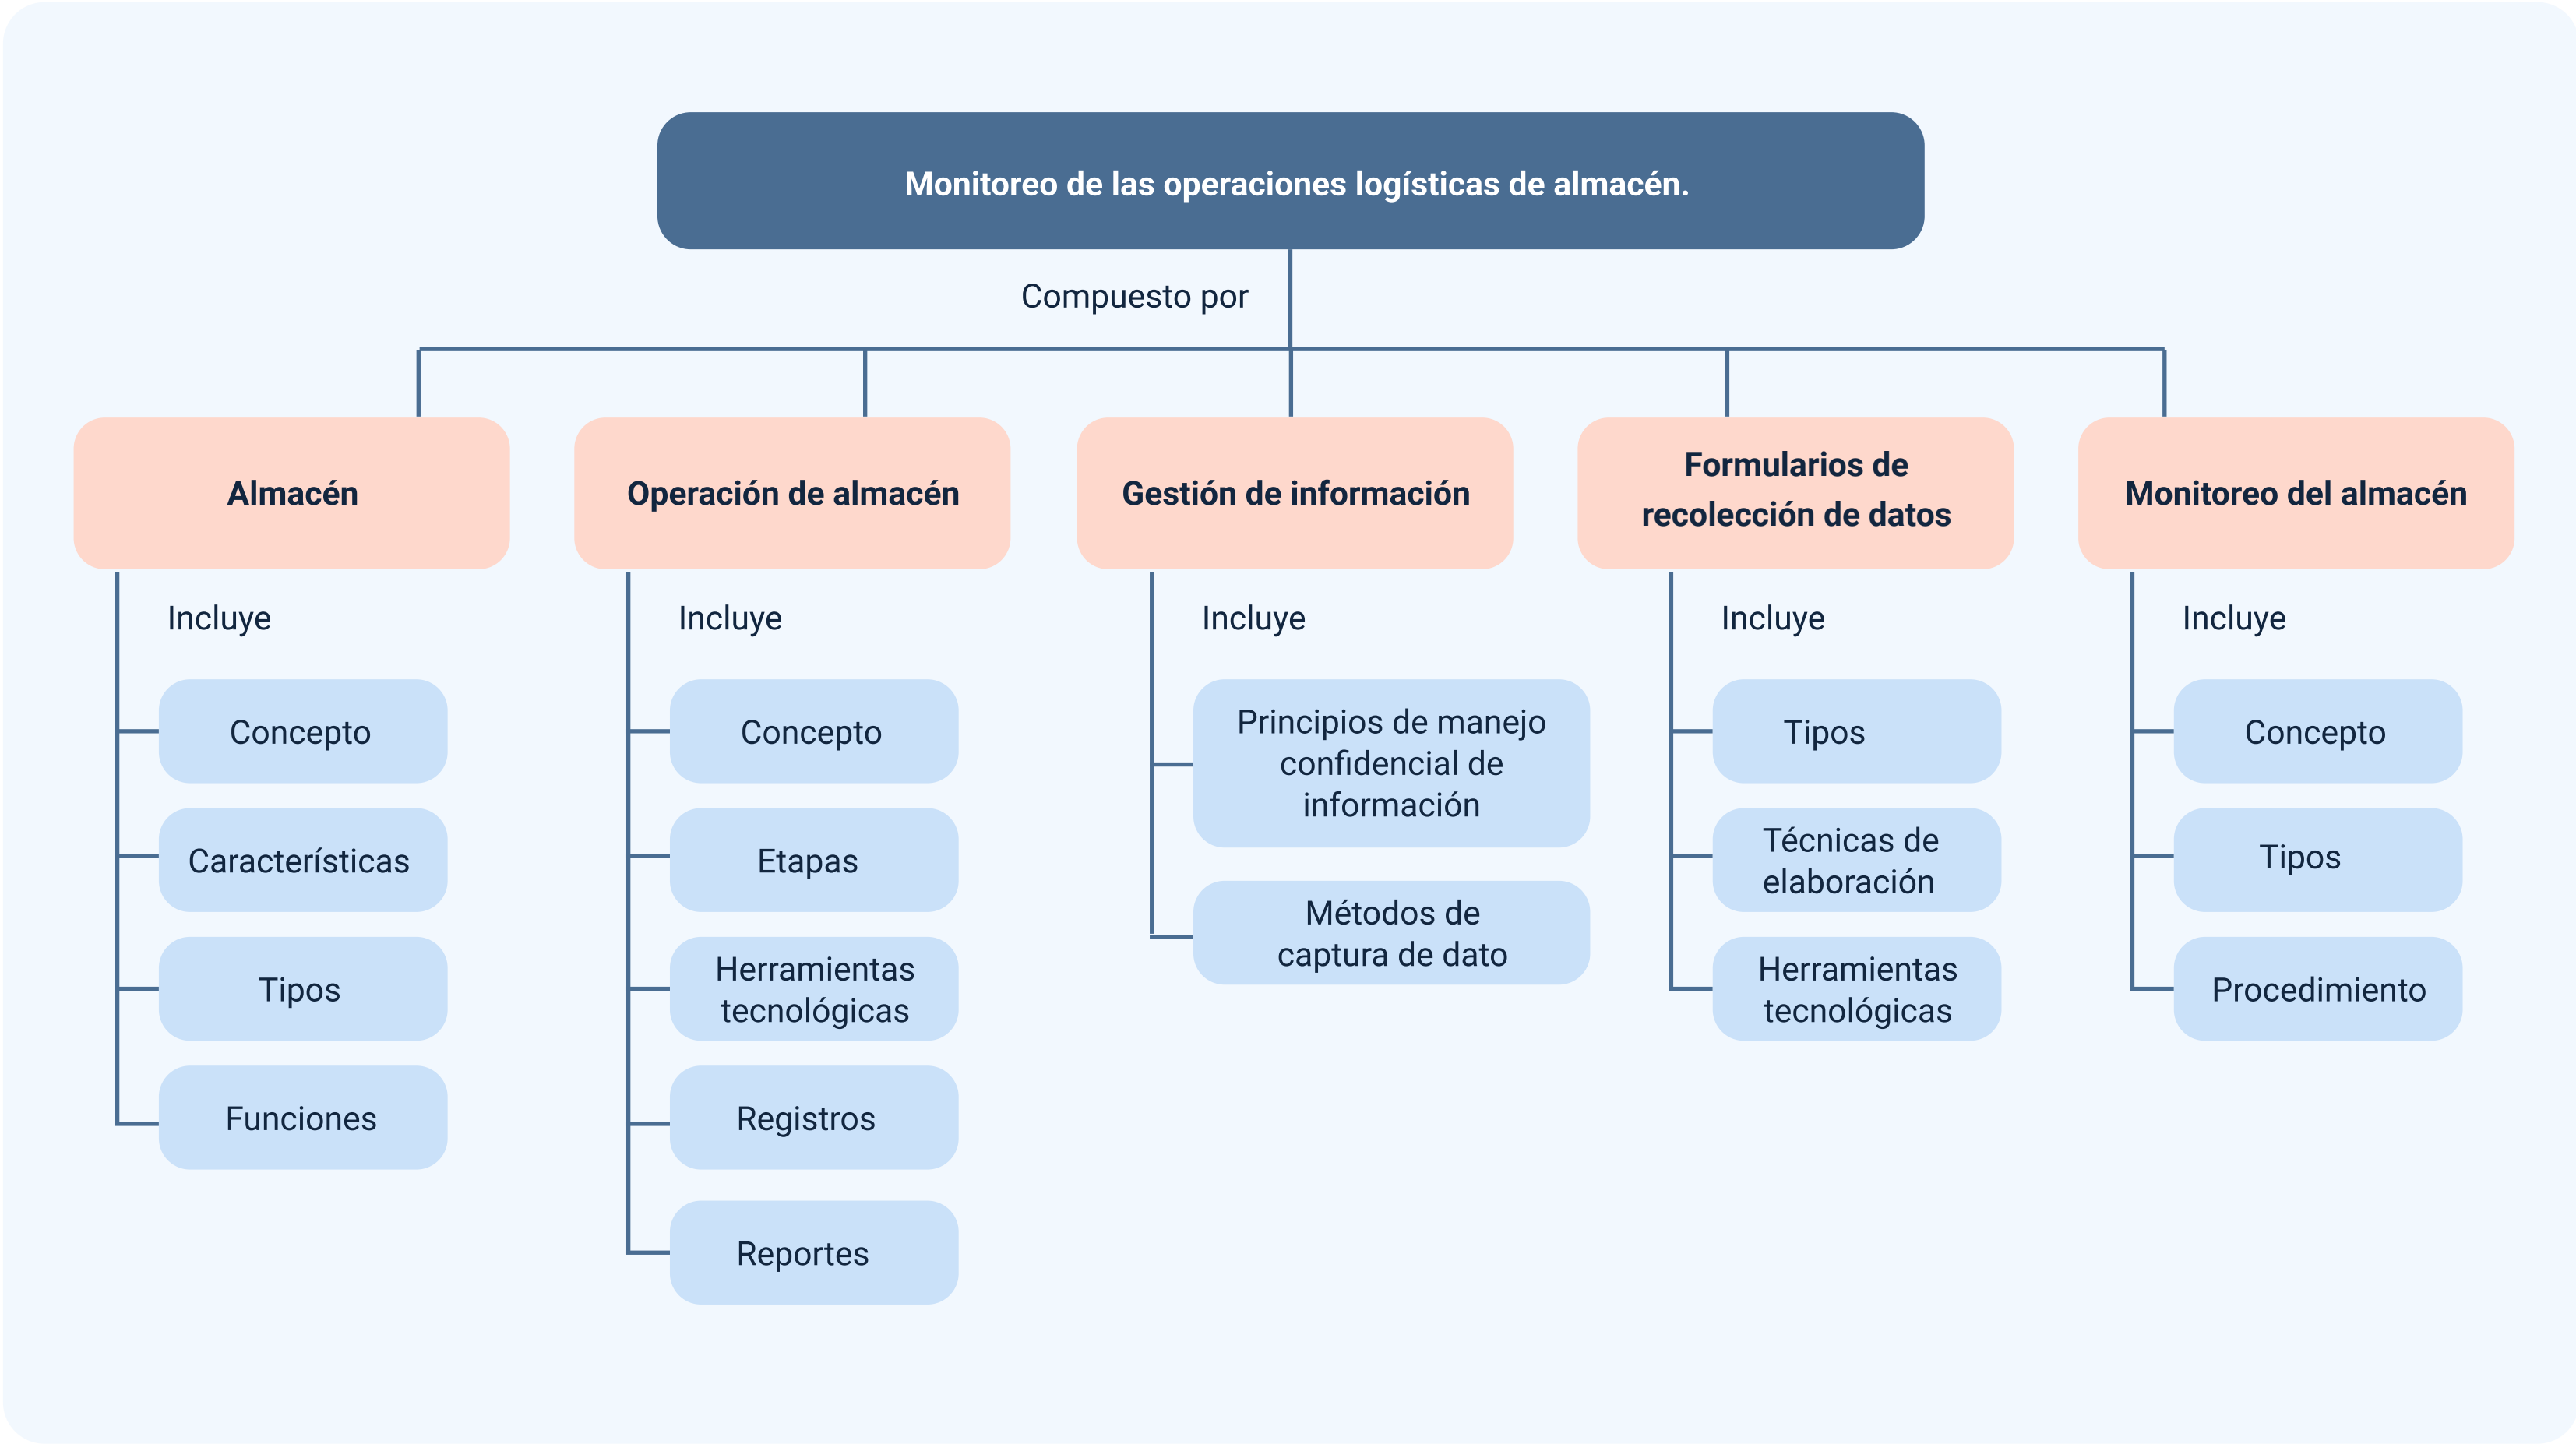 Monitoreo de las operaciones logísticas de almacén.
Compuesto por
Almacén
Incluye
Concepto
Características
Tipos
Funciones
Operación de almacén
Incluye
Concepto
Etapas
Herramientas
tecnológicas
Registros
Reportes
Gestión de información
Incluye
Principios de manejo
confidencial de
información
Métodos de
captura de dato
Formularios de
recolección de datos
Incluye
Tipos
Técnicas de
elaboración
Herramientas
tecnológicas
Monitoreo del almacén
Incluye
Concepto
Tipos
Procedimiento